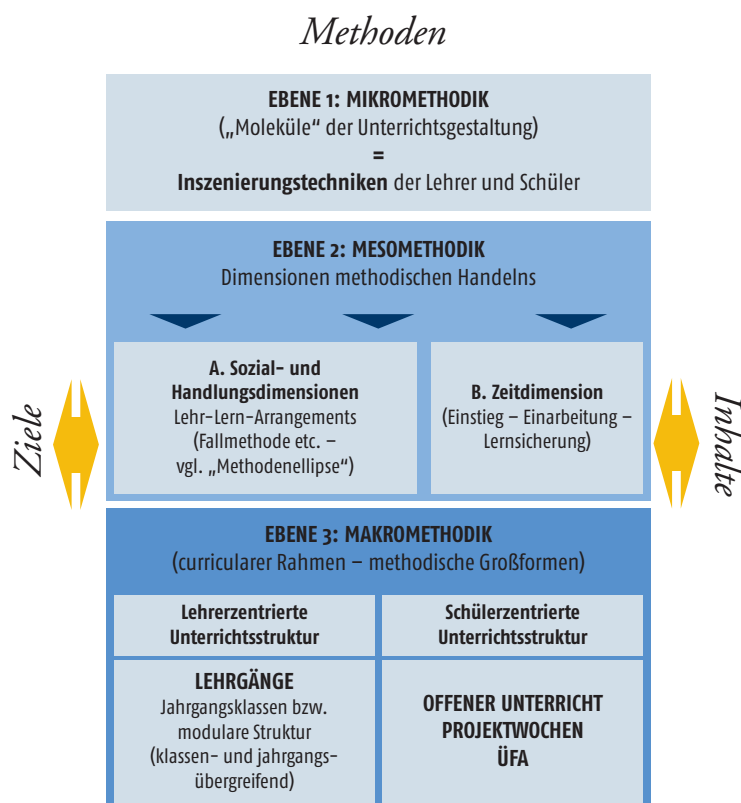 Methoden
EBENE 1: MIKROMETHODIK
(„Moleküle“ der Unterrichtsgestaltung)
=
Inszenierungstechniken der Lehrer und Schüler
EBENE 2: MESOMETHODIK
Dimensionen methodischen Handelns
A. Sozial- und
Handlungsdimensionen
Lehr-Lern-Arrangements
(Fallmethode etc. –
vgl. „Methodenellipse“)
B. Zeitdimension
(Einstieg – Einarbeitung –
Lernsicherung)
Ziele
Inhalte
EBENE 3: MAKROMETHODIK
(curricularer Rahmen – methodische Großformen)
Lehrerzentrierte
Unterrichtsstruktur
Schülerzentrierte
Unterrichtsstruktur
LEHRGÄNGE
Jahrgangsklassen bzw.
modulare Struktur
(klassen- und jahrgangs-
übergreifend)
OFFENER UNTERRICHT
PROJEKTWOCHEN
ÜFA